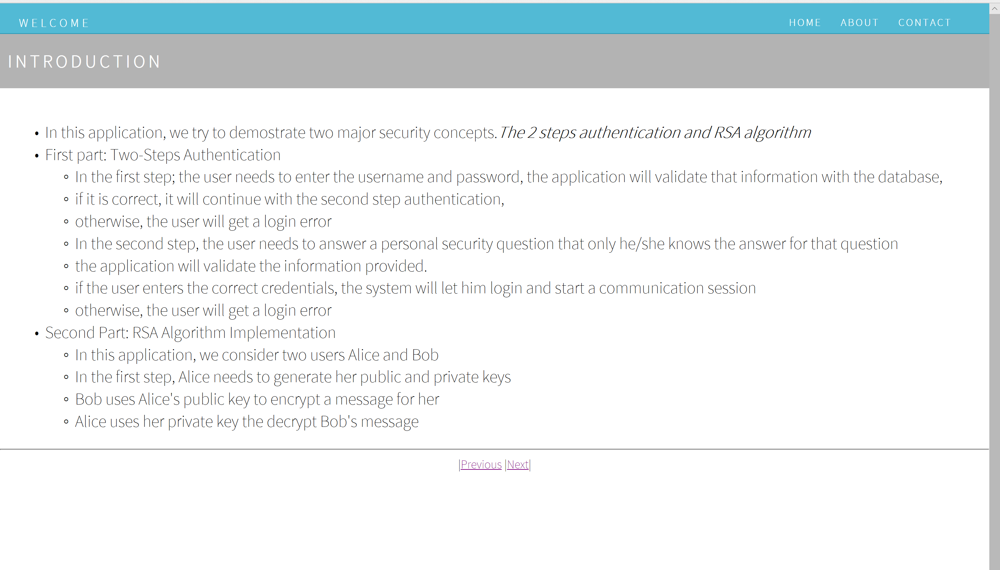 WELCOME
HOME ABOUT CONTACT
INTRODUCTION
• In this application, we try to demostrate two major security concepts. The 2 steps authentication and RSA algorithm
• First part: Two-Steps Authentication
◦ In the first step; the user needs to enter the username and password, the application will validate that information with the database,
◦ if it is correct, it will continue with the second step authentication,
◦ otherwise, the user will get a login error
◦ In the second step, the user needs to answer a personal security question that only he/she knows the answer for that question
◦ the application will validate the information provided.
◦ if the user enters the correct credentials, the system will let him login and start a communication session
◦ otherwise, the user will get a login error
• Second Part: RSA Algorithm Implementation
◦ In this application, we consider two users Alice and Bob
◦ In the first step, Alice needs to generate her public and private keys
◦ Bob uses Alice's public key to encrypt a message for her
◦ Alice uses her private key the decrypt Bob's message
|Previous |Next|